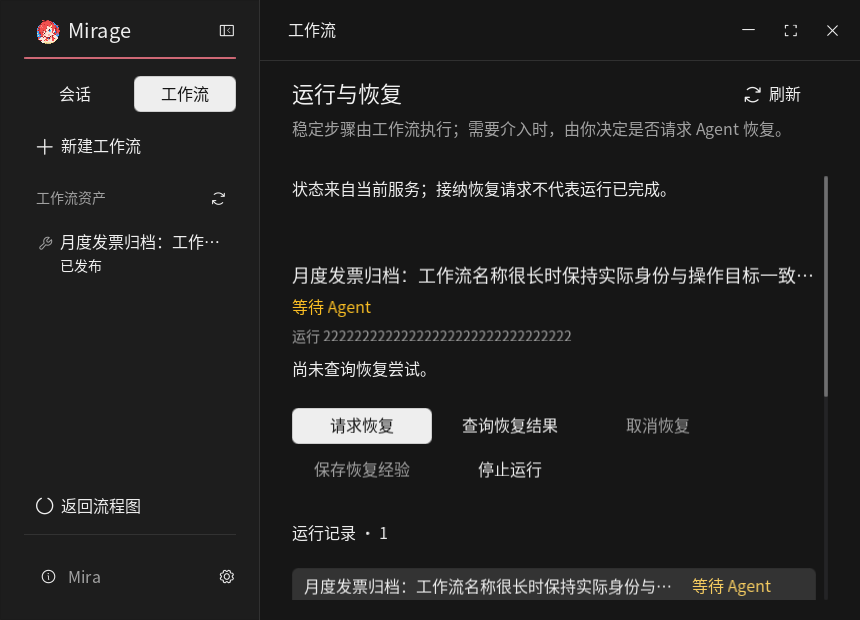 Mirage
工作流
会话
工作流
新建工作流
工作流资产
月度发票归档：工作…
已发布
返回流程图
Mira
运行与恢复
刷新
稳定步骤由工作流执行；需要介入时，由你决定是否请求 Agent 恢复。
状态来自当前服务；接纳恢复请求不代表运行已完成。
月度发票归档：工作流名称很长时保持实际身份与操作目标一致…
等待 Agent
运行 22222222222222222222222222222222
尚未查询恢复尝试。
请求恢复
查询恢复结果
取消恢复
保存恢复经验
停止运行
运行记录 · 1
月度发票归档：工作流名称很长时保持实际身份与…
等待 Agent